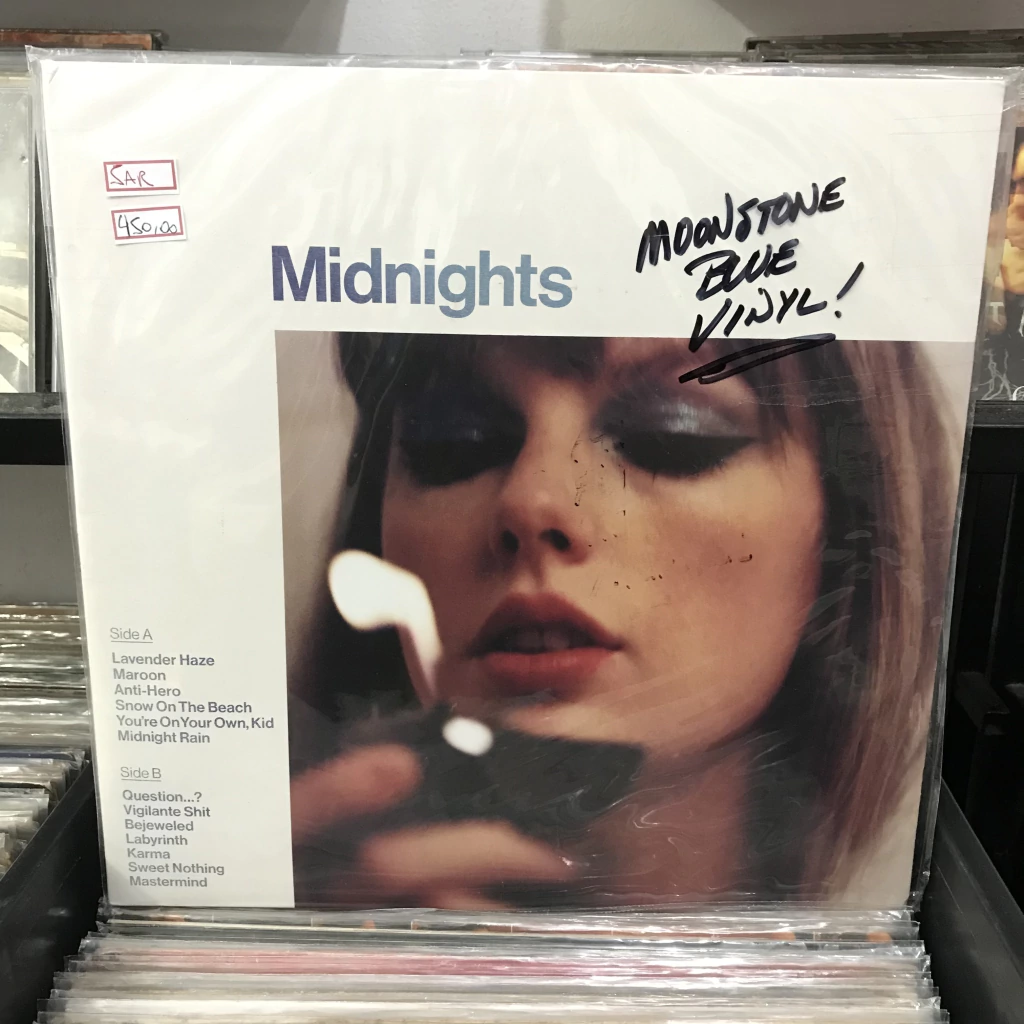 SAR
450,00
Midnights
MOONSTONE
BLUE
VINYL!
Side A
Lavender Haze
Maroon
Anti-Hero
Snow On The Beach
You're On Your Own, Kid
Midnight Rain
Side B
Question...?
Vigilante Shit
Bejeweled
Labyrinth
Karma
Sweet Nothing
Mastermind